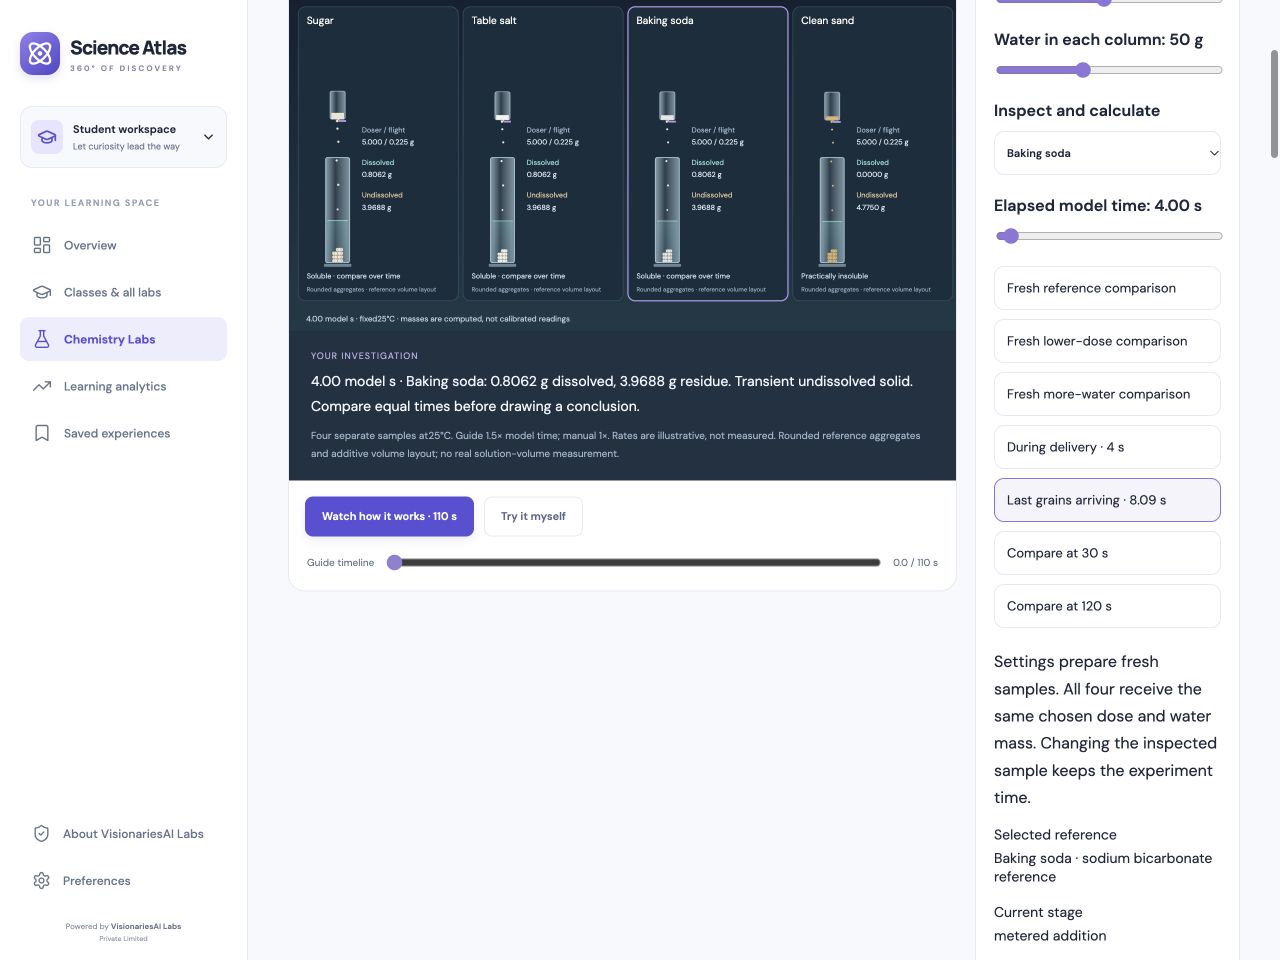 Science Atlas
360° OF DISCOVERY
Student workspace
Let curiosity lead the way
YOUR LEARNING SPACE
Overview
Classes & all labs
Chemistry Labs
Learning analytics
Saved experiences
About VisionariesAI Labs
Preferences
Powered by VisionariesAI Labs
Private Limited
Sugar
Doser / flight
5.000 / 0.225 g
Dissolved
0.8062 g
Undissolved
3.9688 g
Soluble · compare over time
Rounded aggregates · reference volume layout
Table salt
Doser / flight
5.000 / 0.225 g
Dissolved
0.8062 g
Undissolved
3.9688 g
Soluble · compare over time
Rounded aggregates · reference volume layout
Baking soda
Doser / flight
5.000 / 0.225 g
Dissolved
0.8062 g
Undissolved
3.9688 g
Soluble · compare over time
Rounded aggregates · reference volume layout
Clean sand
Doser / flight
5.000 / 0.225 g
Dissolved
0.0000 g
Undissolved
4.7750 g
Practically insoluble
Rounded aggregates · reference volume layout
4.00 model s · fixed25°C · masses are computed, not calibrated readings
YOUR INVESTIGATION
4.00 model s · Baking soda: 0.8062 g dissolved, 3.9688 g residue. Transient undissolved solid.
Compare equal times before drawing a conclusion.
Four separate samples at25°C. Guide 1.5× model time; manual 1×. Rates are illustrative, not measured. Rounded reference aggregates
and additive volume layout; no real solution-volume measurement.
Watch how it works · 110 s
Try it myself
Guide timeline
0.0 / 110 s
Water in each column: 50 g
Inspect and calculate
Baking soda
Elapsed model time: 4.00 s
Fresh reference comparison
Fresh lower-dose comparison
Fresh more-water comparison
During delivery · 4 s
Last grains arriving · 8.09 s
Compare at 30 s
Compare at 120 s
Settings prepare fresh
samples. All four receive the
same chosen dose and water
mass. Changing the inspected
sample keeps the experiment
time.
Selected reference
Baking soda · sodium bicarbonate
reference
Current stage
metered addition